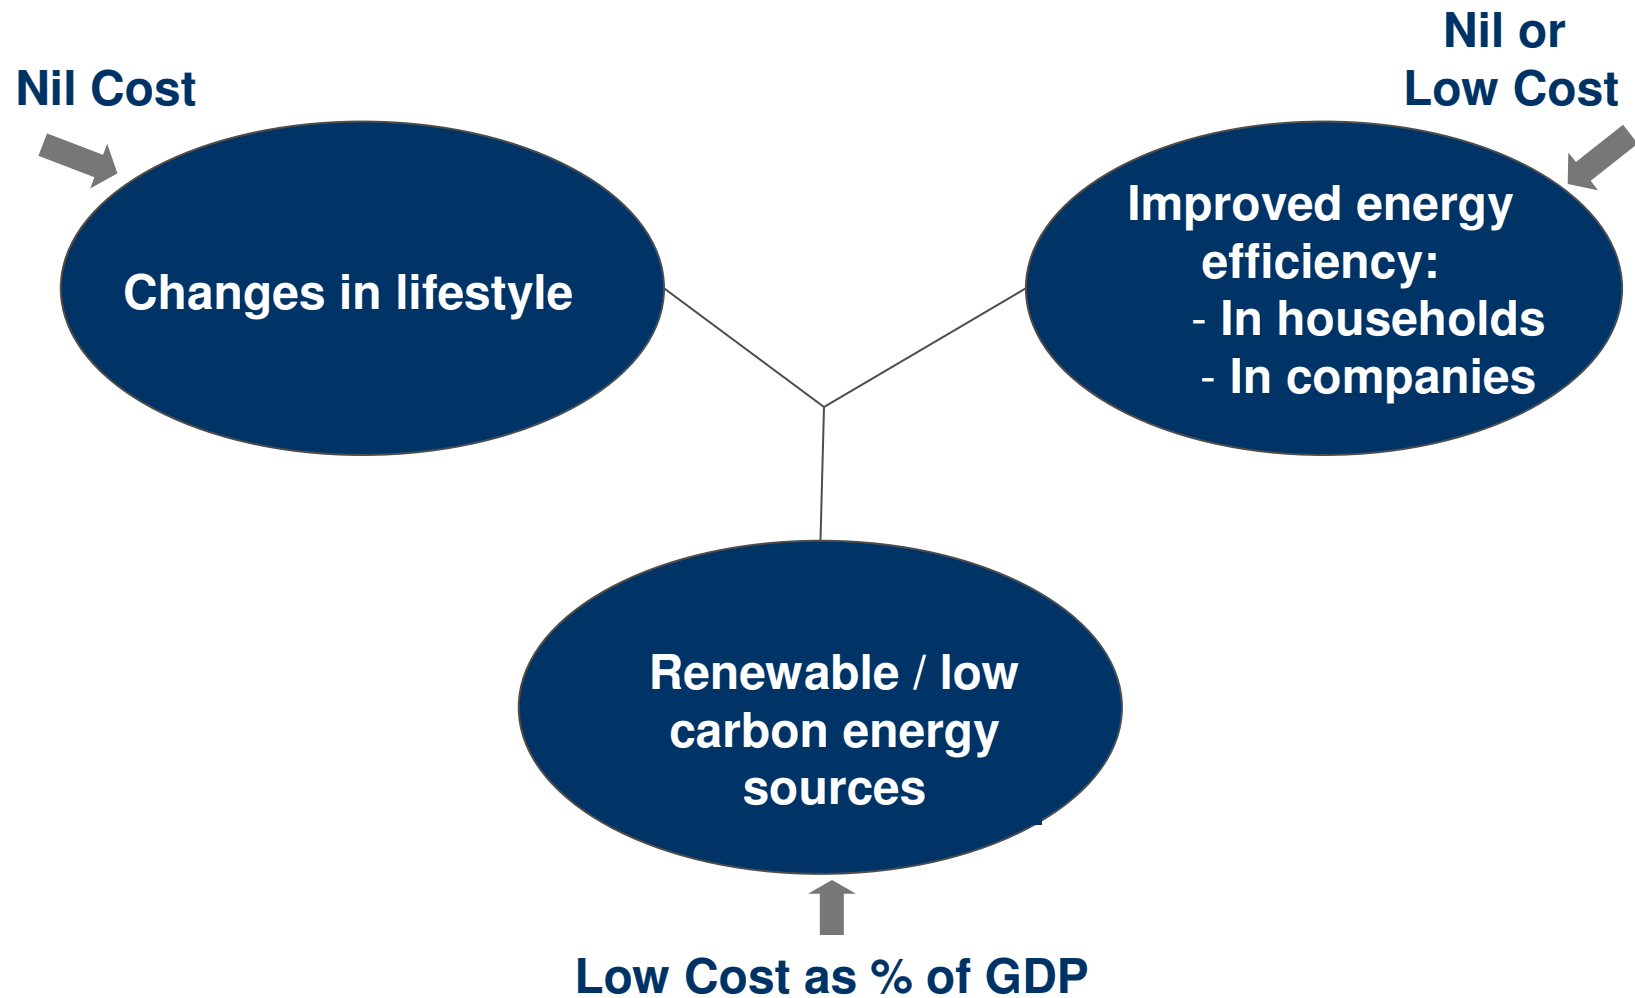 Nil Cost
Nil or
Low Cost
Changes in lifestyle
Improved energy
efficiency:
- In households
- In companies
Renewable / low
carbon energy
sources
Low Cost as % of GDP